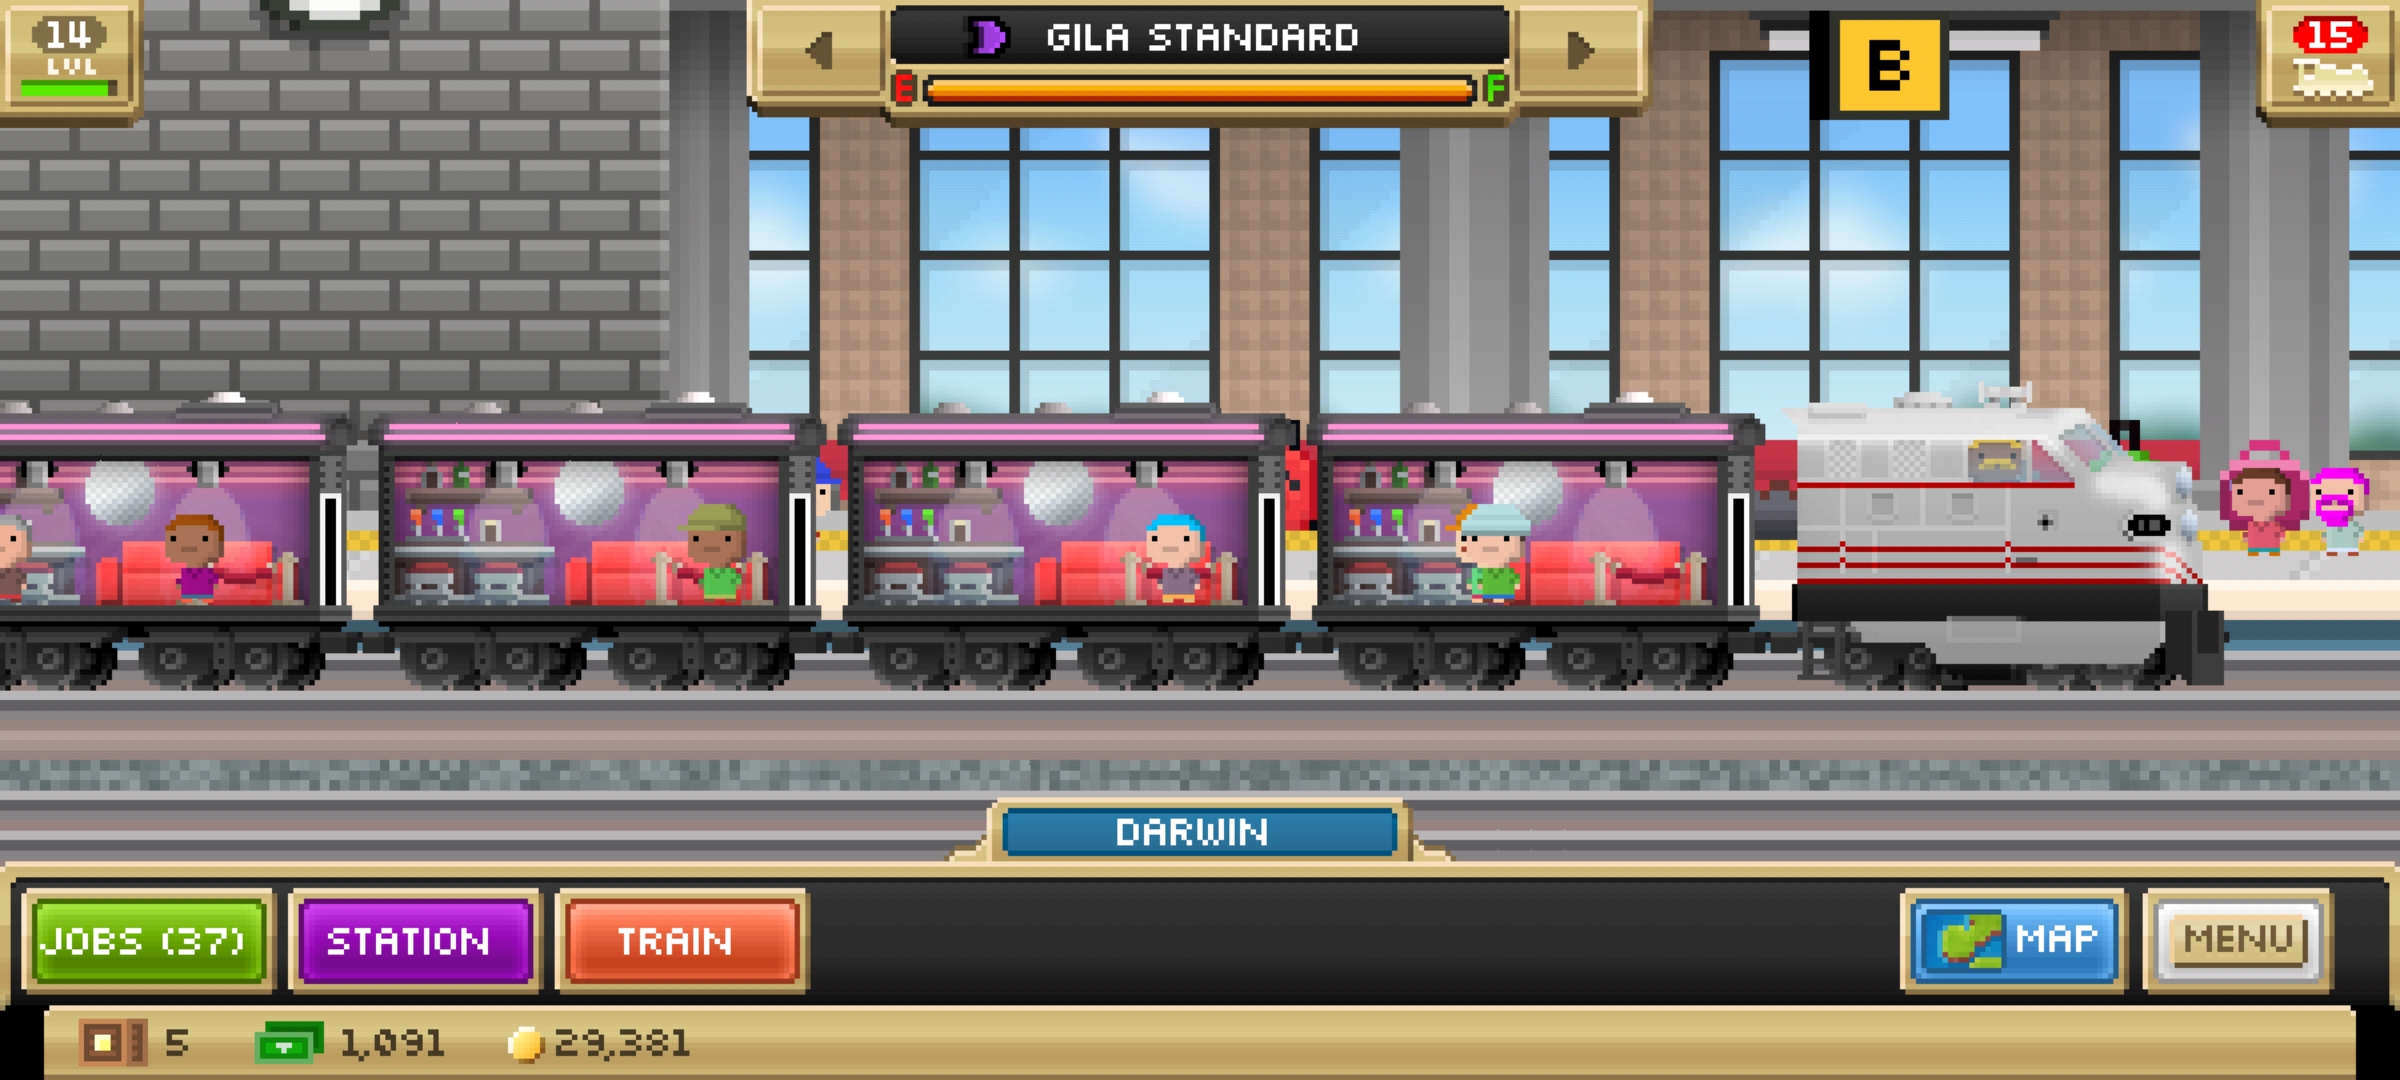 14
LVL
GILA STANDARD
E F
B
15
DARWIN
JOBS (37)
STATION
TRAIN
MAP
MENU
5
1,091
29,381